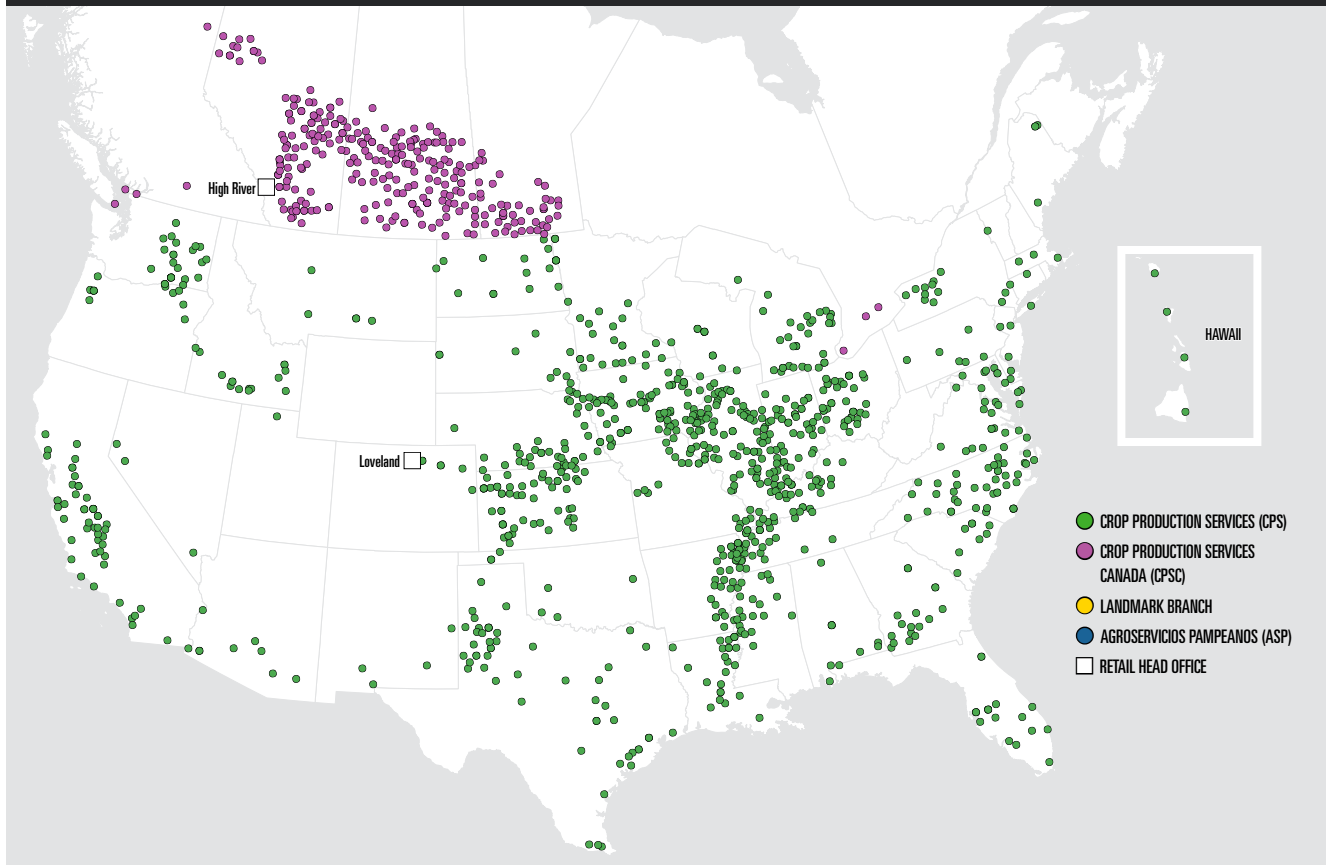 High River
HAWAII
Loveland
CROP PRODUCTION SERVICES (CPS)
CROP PRODUCTION SERVICES
CANADA (CPSC)
LANDMARK BRANCH
AGROSERVICIOS PAMPEANOS (ASP)
RETAIL HEAD OFFICE